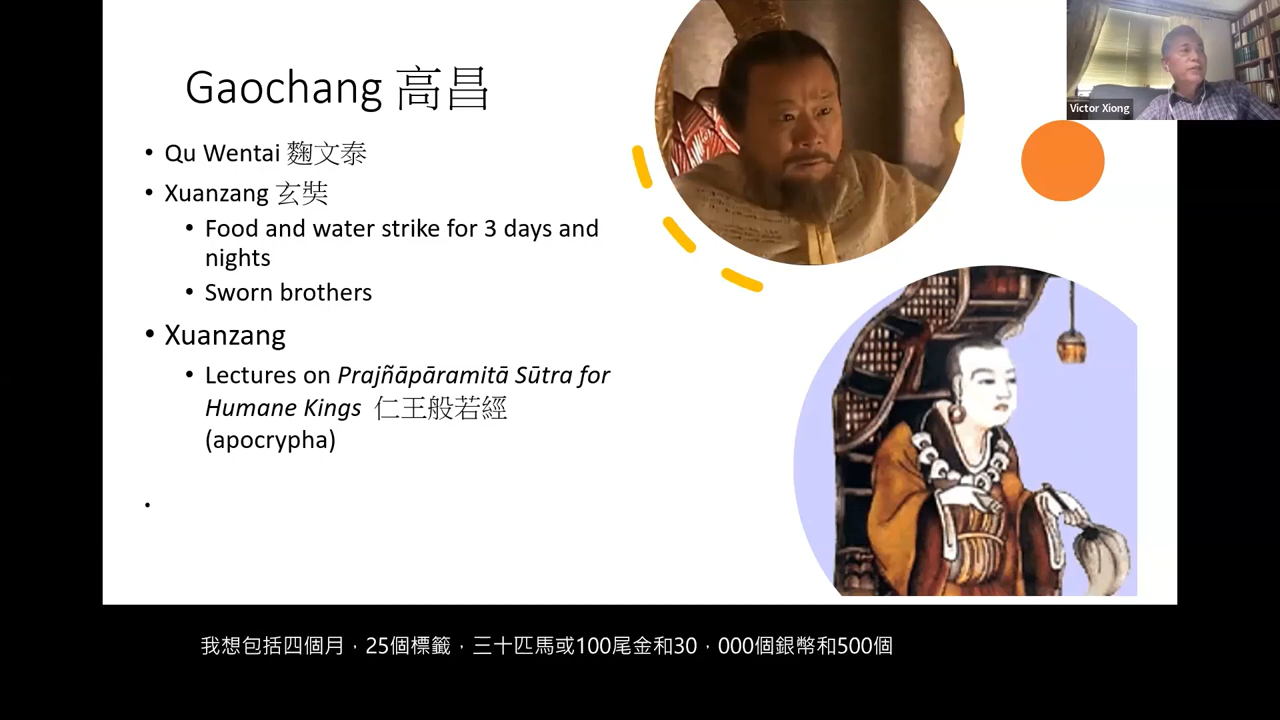 Gaochang 高昌
• Qu Wentai 麴文泰
• Xuanzang 玄奘
• Food and water strike for 3 days and
nights
• Sworn brothers
• Xuanzang
• Lectures on Prajñāpāramitā Sūtra for
Humane Kings 仁王般若經
(apocrypha)
•
Victor Xiong
我想包括四個月，25個標籤，三十匹馬或100尾金和30，000個銀幣和500個